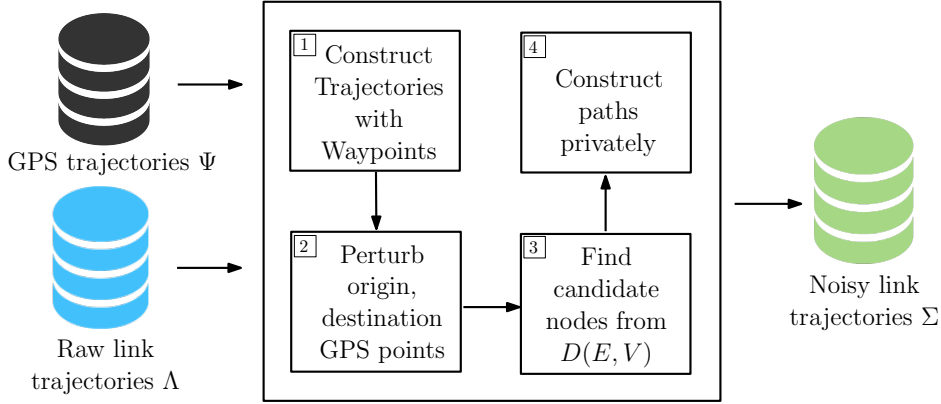 GPS trajectories Ψ
Raw link
trajectories Λ
1
Construct
Trajectories
with
Waypoints
2
Perturb
origin,
destination
GPS points
3
Find
candidate
nodes from
D(E, V)
4
Construct
paths
privately
Noisy link
trajectories Σ